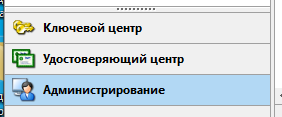 Ключевой центр
Удостоверяющий центр
Администрирование